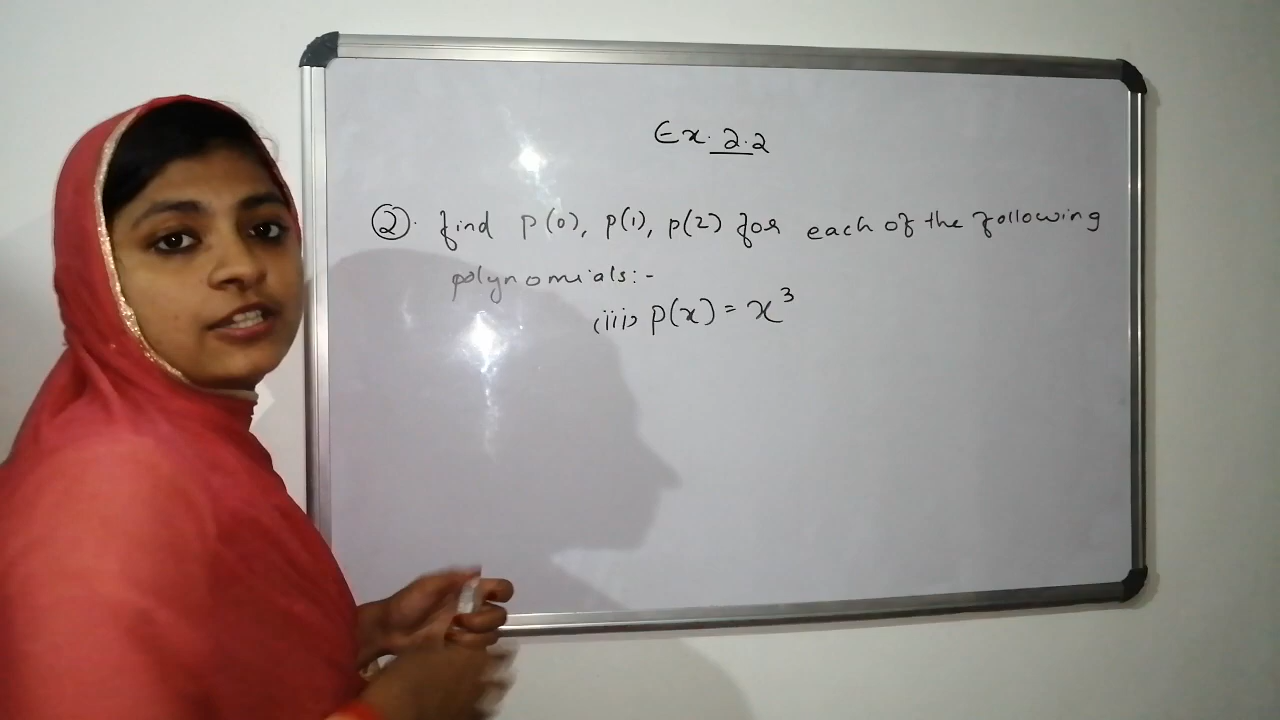 Ex. 2.2
②. find p(0), p(1), p(2) for each of the following
polynomials:-
(iii) p(x) = x³